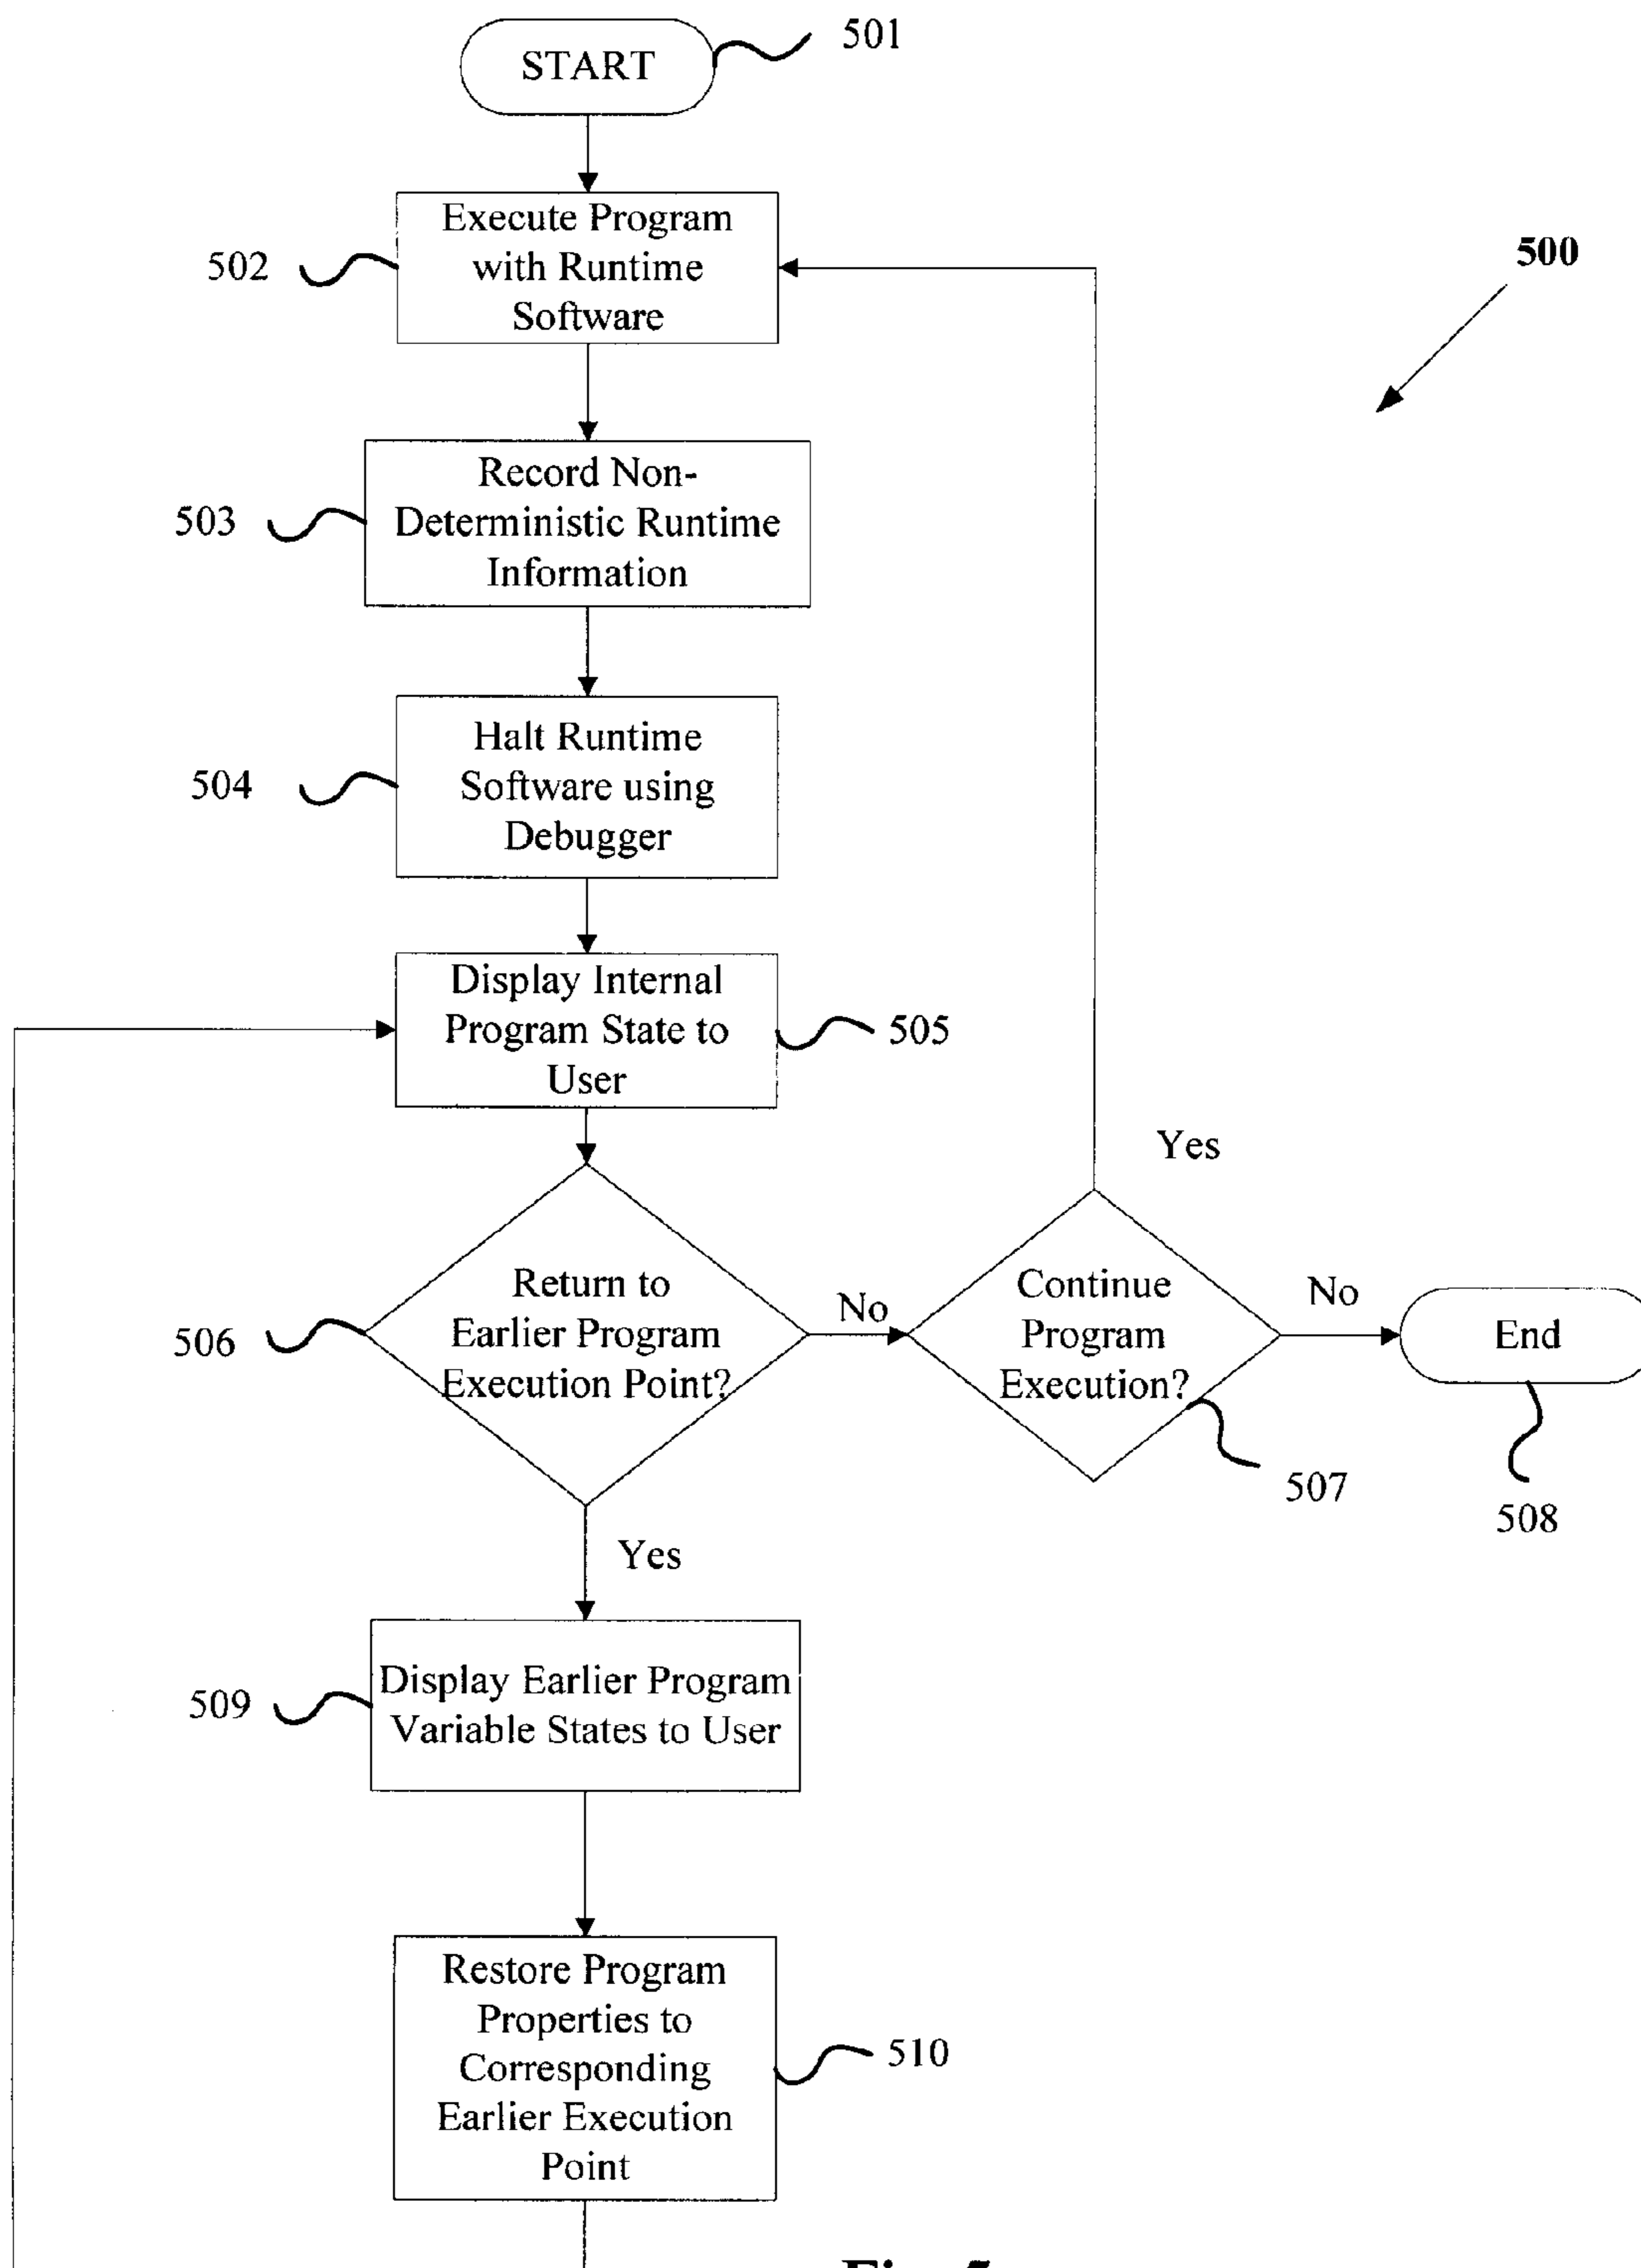 START
501
Execute Program
with Runtime
Software
502
500
Record Non-
Deterministic Runtime
Information
503
Halt Runtime
Software using
Debugger
504
Display Internal
Program State to
User
505
Yes
Return to
Earlier Program
Execution Point?
506
No
Continue
Program
Execution?
507
No
End
508
Yes
Display Earlier Program
Variable States to User
509
Restore Program
Properties to
Corresponding
Earlier Execution
Point
510